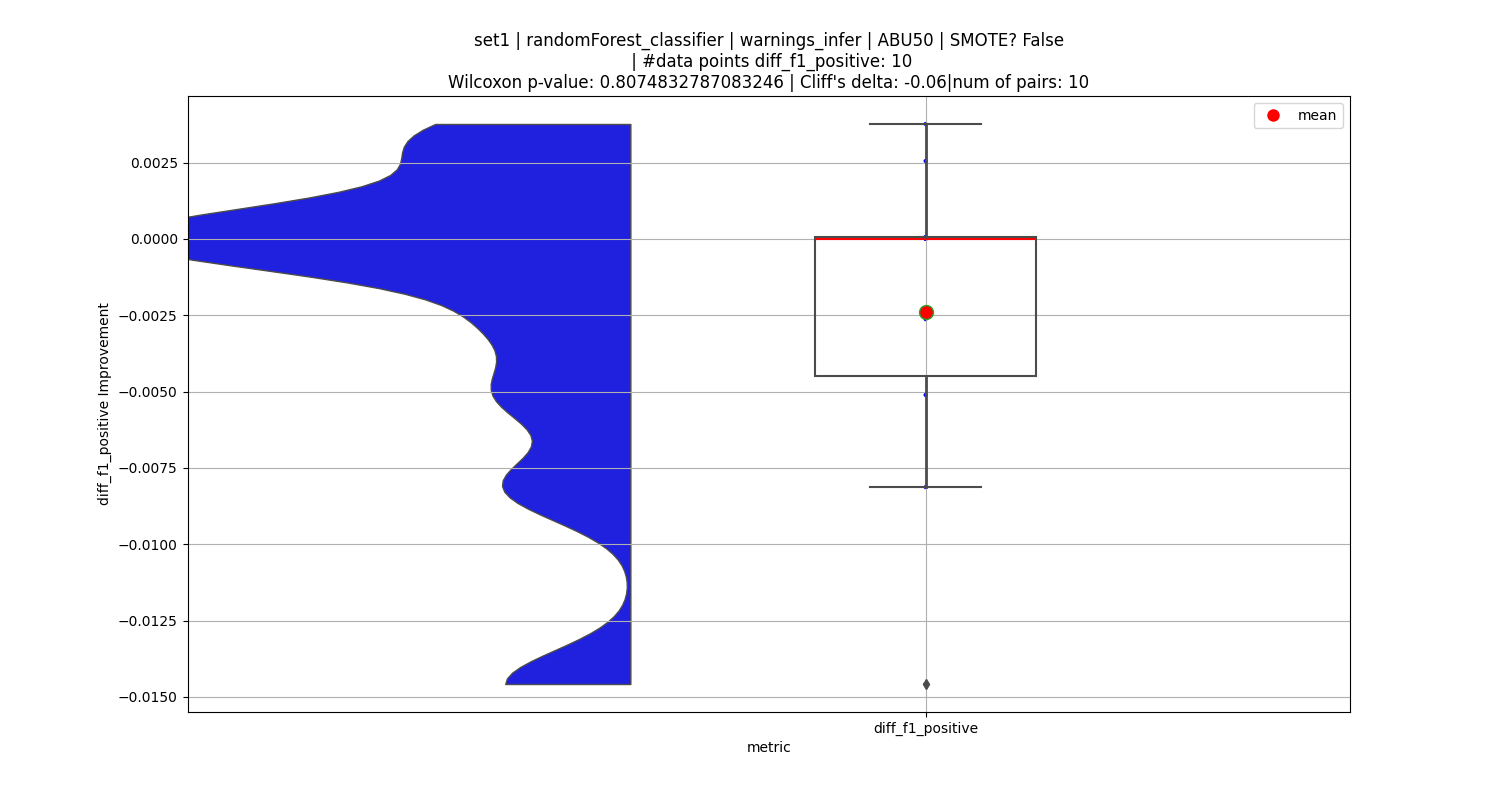 set1 | randomForest_classifier | warnings_infer | ABU50 | SMOTE? False
| #data points diff_f1_positive: 10
Wilcoxon p-value: 0.8074832787083246 | Cliff's delta: -0.06|num of pairs: 10
mean
0.0025
0.0000
−0.0025
−0.0050
−0.0075
−0.0100
−0.0125
−0.0150
diff_f1_positive Improvement
diff_f1_positive
metric